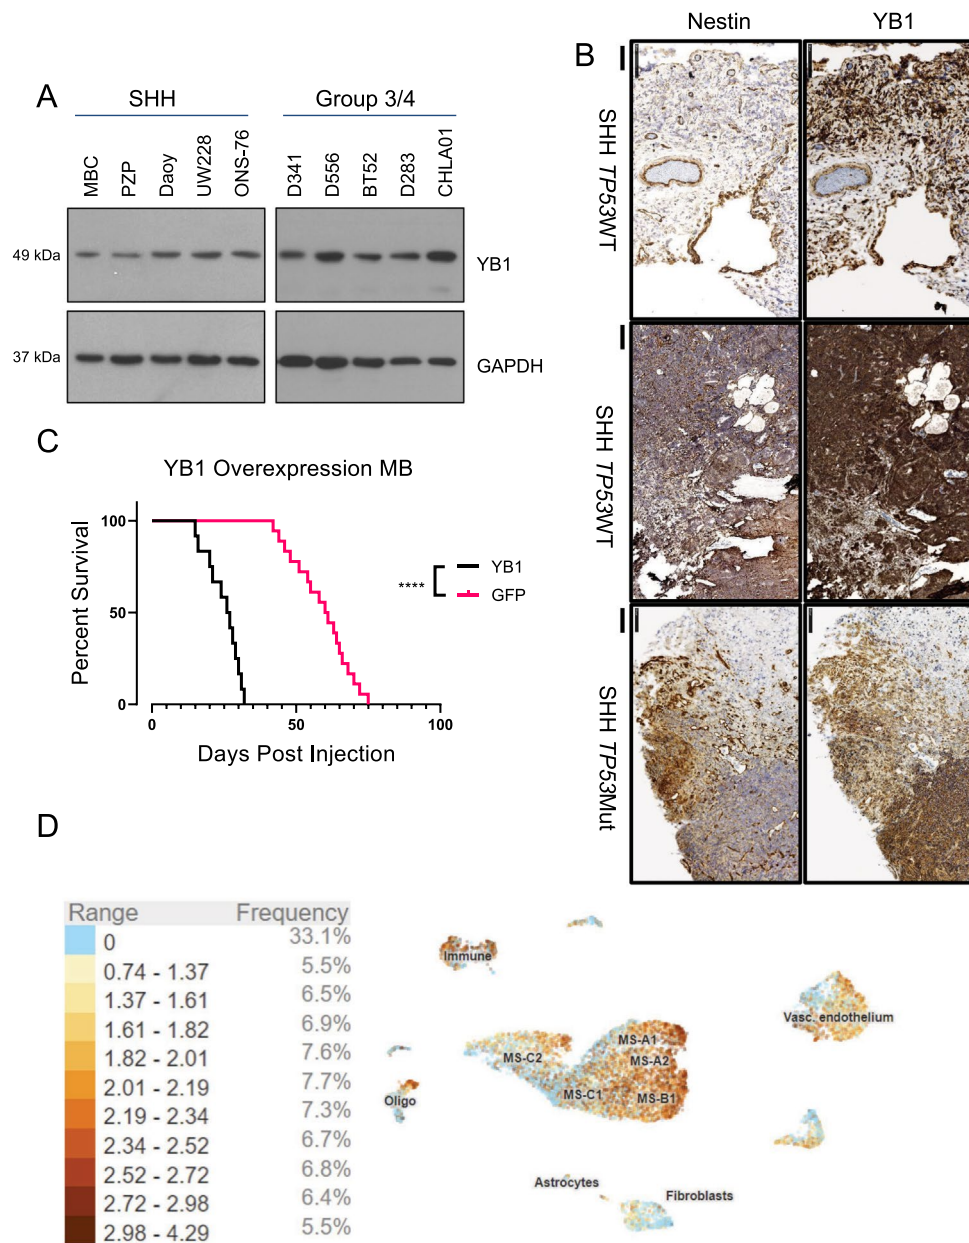 A
SHH
Group 3/4
MBC
PZP
Daoy
UW228
ONS-76
D341
D556
BT52
D283
CHLA01
49 kDa
YB1
37 kDa
GAPDH
B
Nestin
YB1
SHH TP53WT
SHH TP53WT
SHH TP53Mut
C
YB1 Overexpression MB
Percent Survival
100
50
0
0
50
100
Days Post Injection
****
YB1
GFP
D
Range Frequency
0 33.1%
0.74 - 1.37 5.5%
1.37 - 1.61 6.5%
1.61 - 1.82 6.9%
1.82 - 2.01 7.6%
2.01 - 2.19 7.7%
2.19 - 2.34 7.3%
2.34 - 2.52 6.7%
2.52 - 2.72 6.8%
2.72 - 2.98 6.4%
2.98 - 4.29 5.5%
Immune
Vasc. endothelium
MS-A1
MS-C2
MS-A2
MS-C1
MS-B1
Oligo
Astrocytes
Fibroblasts